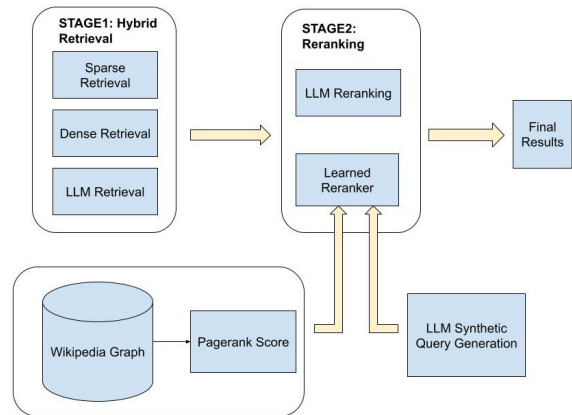 STAGE1: Hybrid
Retrieval
Sparse
Retrieval
Dense Retrieval
LLM Retrieval
STAGE2:
Reranking
LLM Reranking
Learned
Reranker
Final
Results
Wikipedia Graph
Pagerank Score
LLM Synthetic
Query Generation